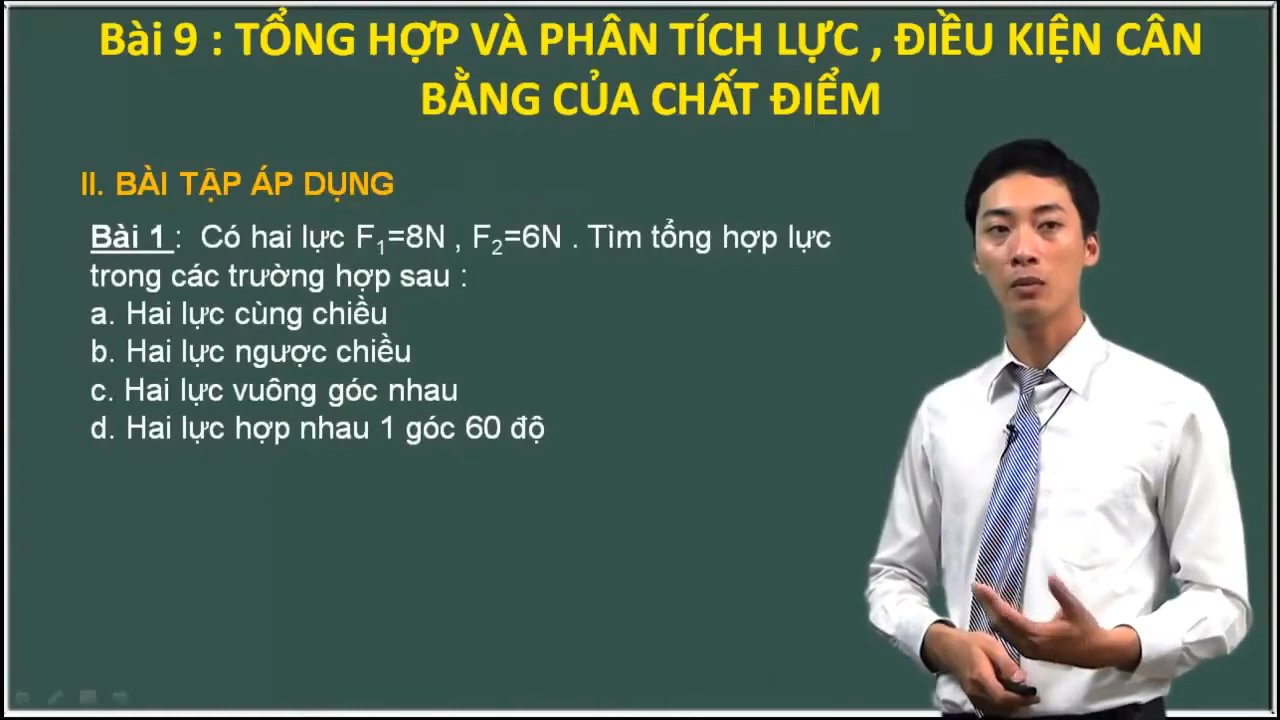 Bài 9 : TỔNG HỢP VÀ PHÂN TÍCH LỰC , ĐIỀU KIỆN CÂN
BẰNG CỦA CHẤT ĐIỂM
II. BÀI TẬP ÁP DỤNG
Bài 1 : Có hai lực F₁=8N , F₂=6N . Tìm tổng hợp lực
trong các trường hợp sau :
a. Hai lực cùng chiều
b. Hai lực ngược chiều
c. Hai lực vuông góc nhau
d. Hai lực hợp nhau 1 góc 60 độ